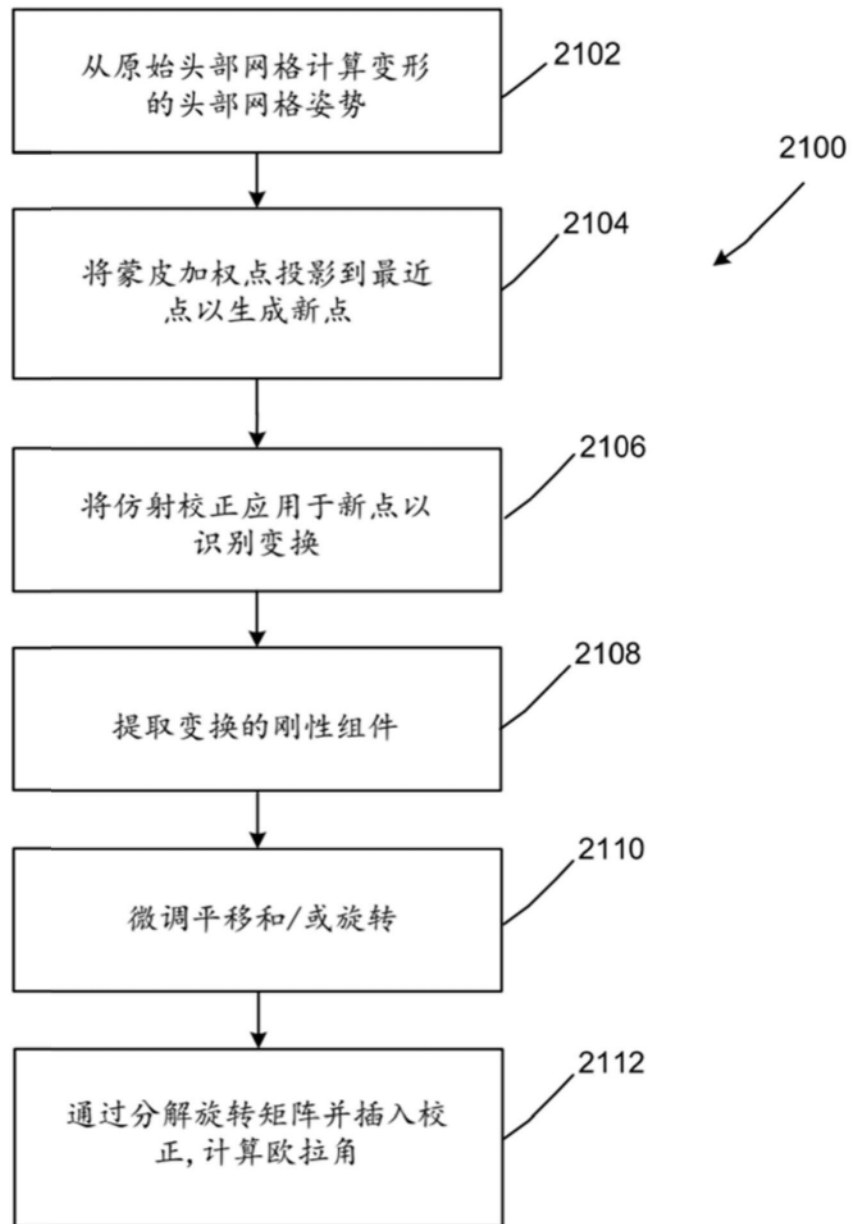 从原始头部网格计算变形
的头部网格姿势
2102
2100
将蒙皮加权点投影到最近
点以生成新点
2104
将仿射校正应用于新点以
识别变换
2106
提取变换的刚性组件
2108
微调平移和/或旋转
2110
通过分解旋转矩阵并插入校
正,计算欧拉角
2112